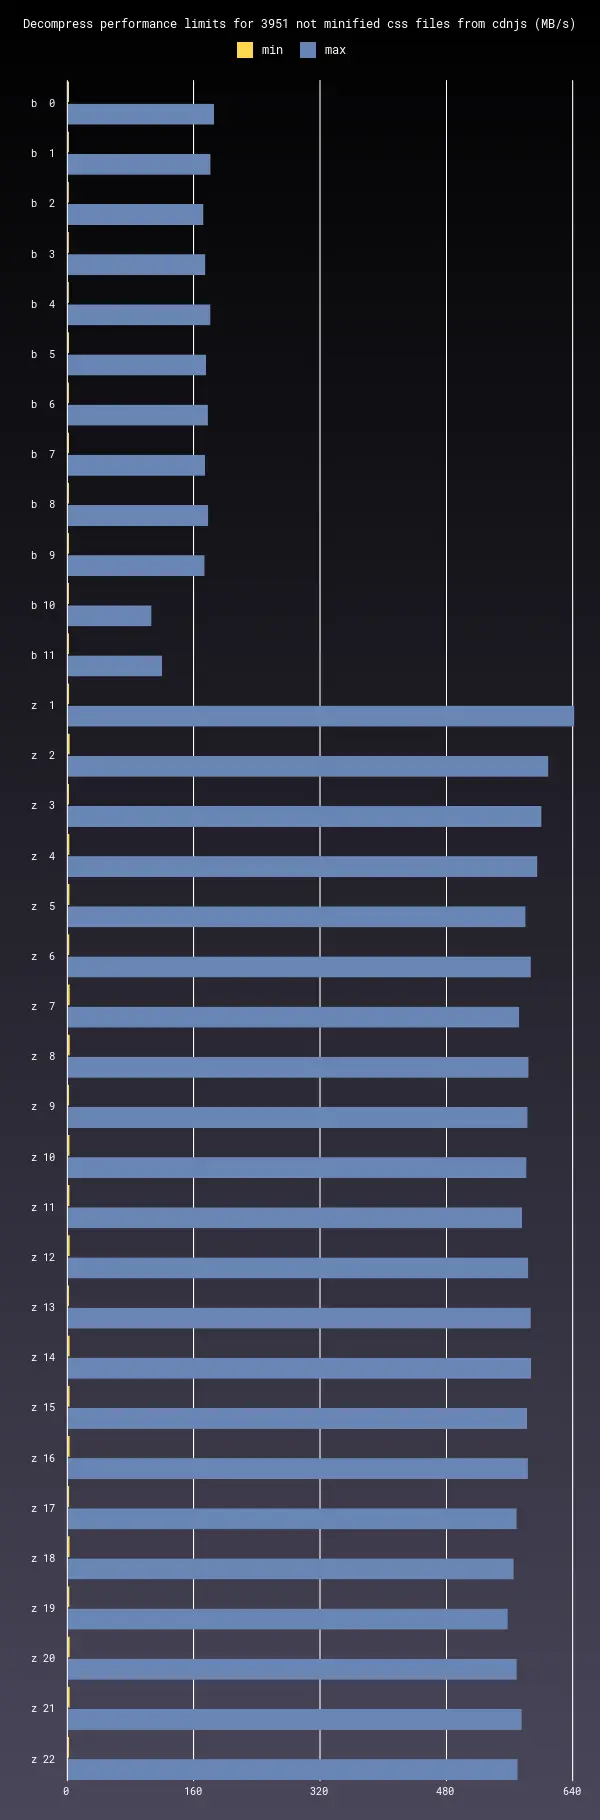 Decompress performance limits for 3951 not minified css files from cdnjs (MB/s)
min max
b 0
b 1
b 2
b 3
b 4
b 5
b 6
b 7
b 8
b 9
b 10
b 11
z 1
z 2
z 3
z 4
z 5
z 6
z 7
z 8
z 9
z 10
z 11
z 12
z 13
z 14
z 15
z 16
z 17
z 18
z 19
z 20
z 21
z 22
0 160 320 480 640